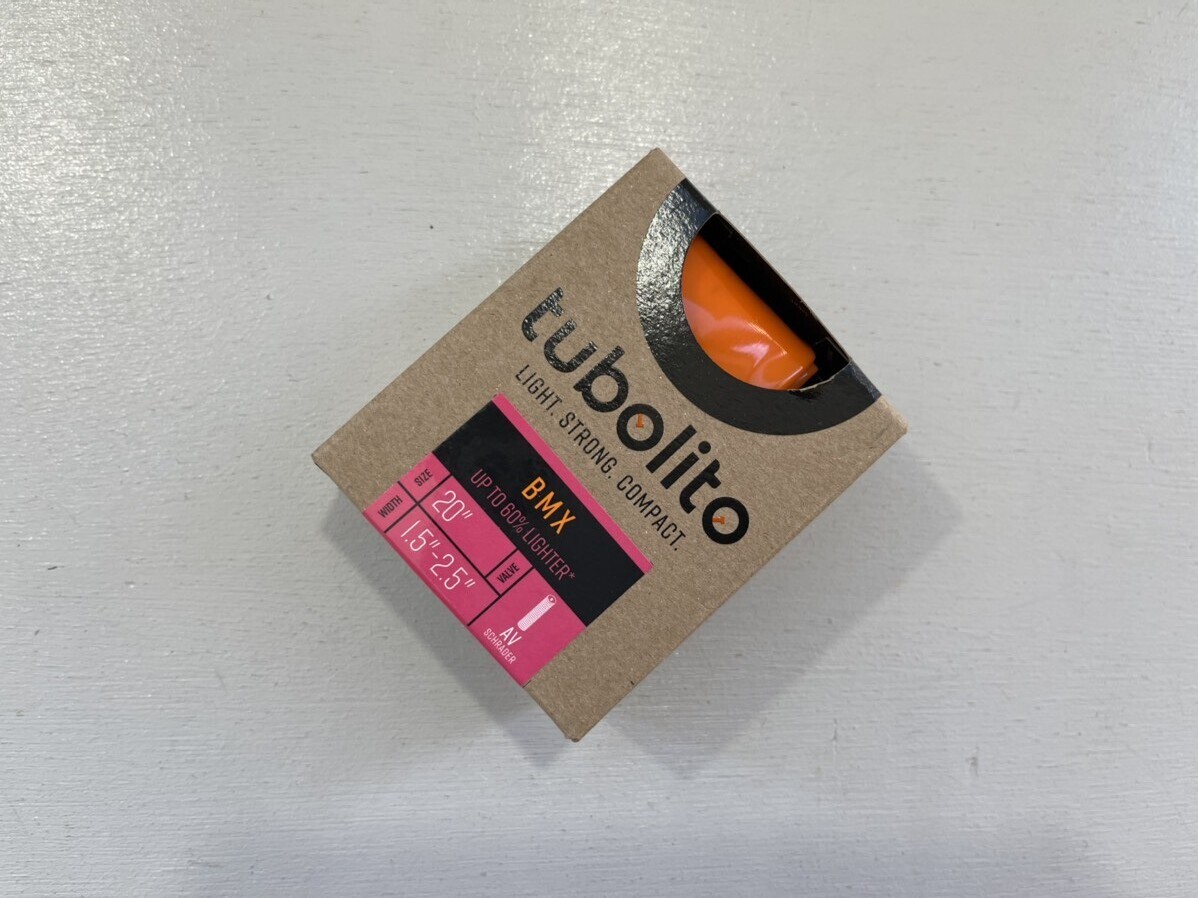 tubolito
LIGHT. STRONG. COMPACT.
BMX
UP TO 60% LIGHTER*
SIZE
20"
WIDTH
1.5"-2.5"
VALVE
AV
SCHRADER